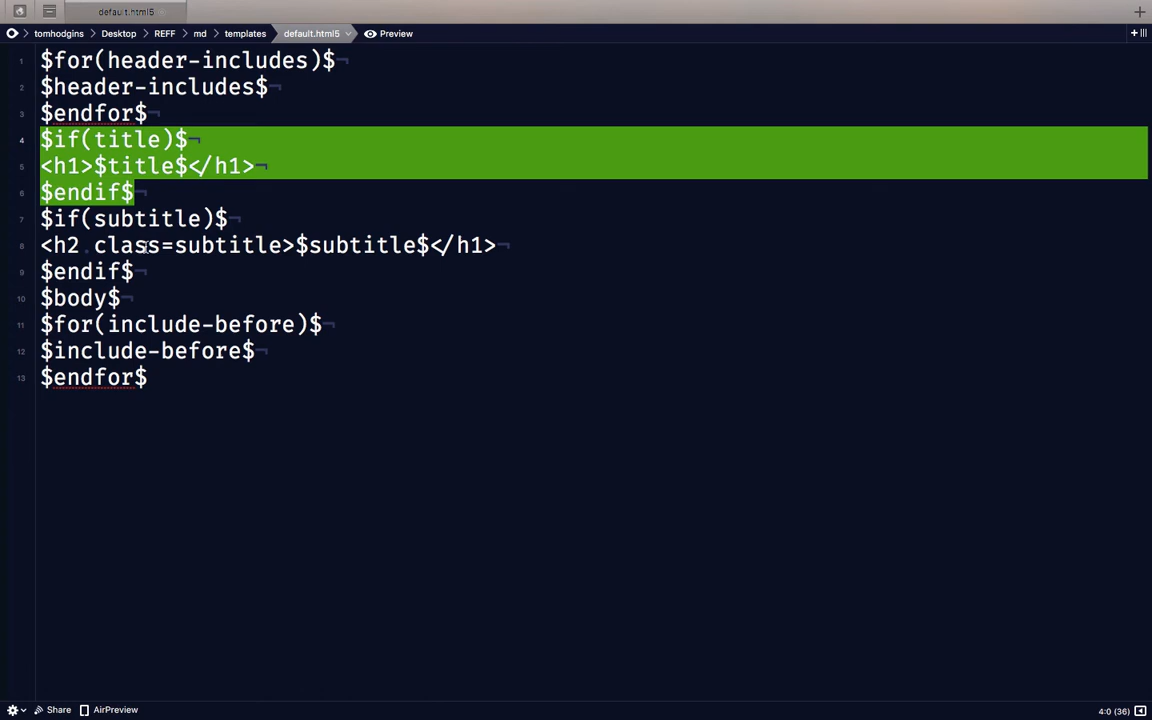 default.html5
tomhodgins Desktop REFF md templates default.html5 Preview
1 $for(header-includes)$¬
2 $header-includes$¬
3 $endfor$¬
4 $if(title)$¬
5 <h1>$title$</h1>¬
6 $endif$¬
7 $if(subtitle)$¬
8 <h2 class=subtitle>$subtitle$</h1>¬
9 $endif$¬
10 $body$¬
11 $for(include-before)$¬
12 $include-before$¬
13 $endfor$
Share AirPreview 4:0 (36)